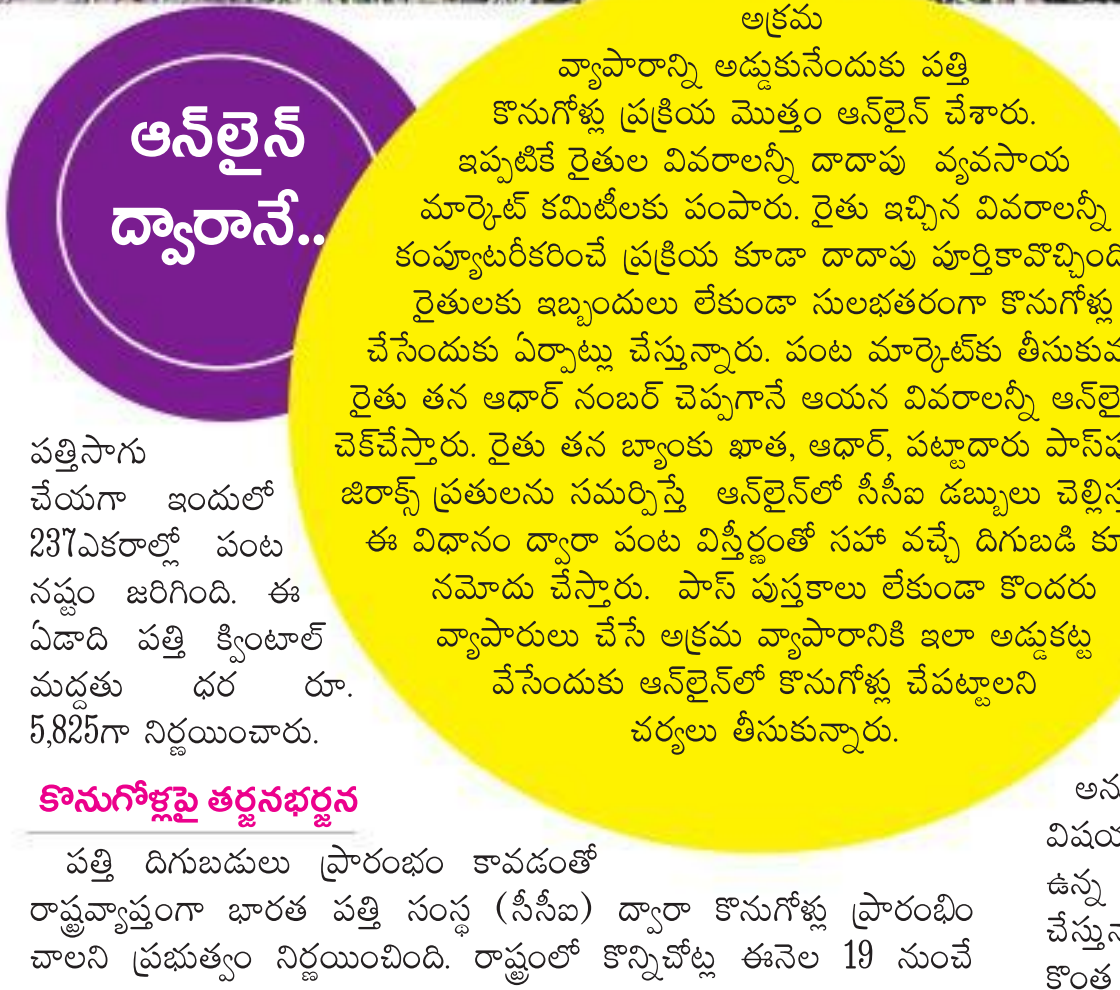 ఆన్‌లైన్
ద్వారానే..
అక్రమ
వ్యాపారాన్ని అడ్డుకునేందుకు పత్తి
కొనుగోళ్లు ప్రక్రియ మొత్తం ఆన్‌లైన్ చేశారు.
ఇప్పటికే రైతుల వివరాలన్నీ దాదాపు వ్యవసాయ
మార్కెట్ కమిటీలకు పంపారు. రైతు ఇచ్చిన వివరాలన్నీ
కంప్యూటరీకరించే ప్రక్రియ కూడా దాదాపు
రైతులకు ఇబ్బందులు లేకుండా సులభతరంగా కొనుగోళ్లు
చేసేందుకు ఏర్పాట్లు చేస్తున్నారు. పంట మార్కెట్‌కు
రైతు తన ఆధార్ నంబర్ చెప్పగానే ఆయన వివరాలన్నీ
చెక్‌చేస్తారు. రైతు తన బ్యాంకు ఖాత, ఆధార్, పట్టాదారు
జిరాక్స్ ప్రతులను సమర్పిస్తే ఆన్‌లైన్‌లో సీసీఐ డబ్బులు
ఈ విధానం ద్వారా పంట విస్తీర్ణంతో సహా వచ్చే దిగుబడి
నమోదు చేస్తారు. పాస్ పుస్తకాలు లేకుండా కొందరు
వ్యాపారులు చేసే అక్రమ వ్యాపారానికి ఇలా అడ్డుకట్ట
వేసేందుకు ఆన్‌లైన్‌లో కొనుగోళ్లు చేపట్టాలని
చర్యలు తీసుకున్నారు.
పత్తిసాగు
చేయగా ఇందులో
237ఎకరాల్లో పంట
నష్టం జరిగింది. ఈ
ఏడాది పత్తి క్వింటాల్
మద్దతు ధర రూ.
5,825గా నిర్ణయించారు.
కొనుగోళ్లపై తర్జనభర్జన
పత్తి దిగుబడులు ప్రారంభం కావడంతో
రాష్ట్రవ్యాప్తంగా భారత పత్తి సంస్థ (సీసీఐ) ద్వారా కొనుగోళ్లు ప్రారంభిం
చాలని ప్రభుత్వం నిర్ణయించింది. రాష్ట్రంలో కొన్నిచోట్ల ఈనెల 19 నుంచే
ఉన్న
కొంత